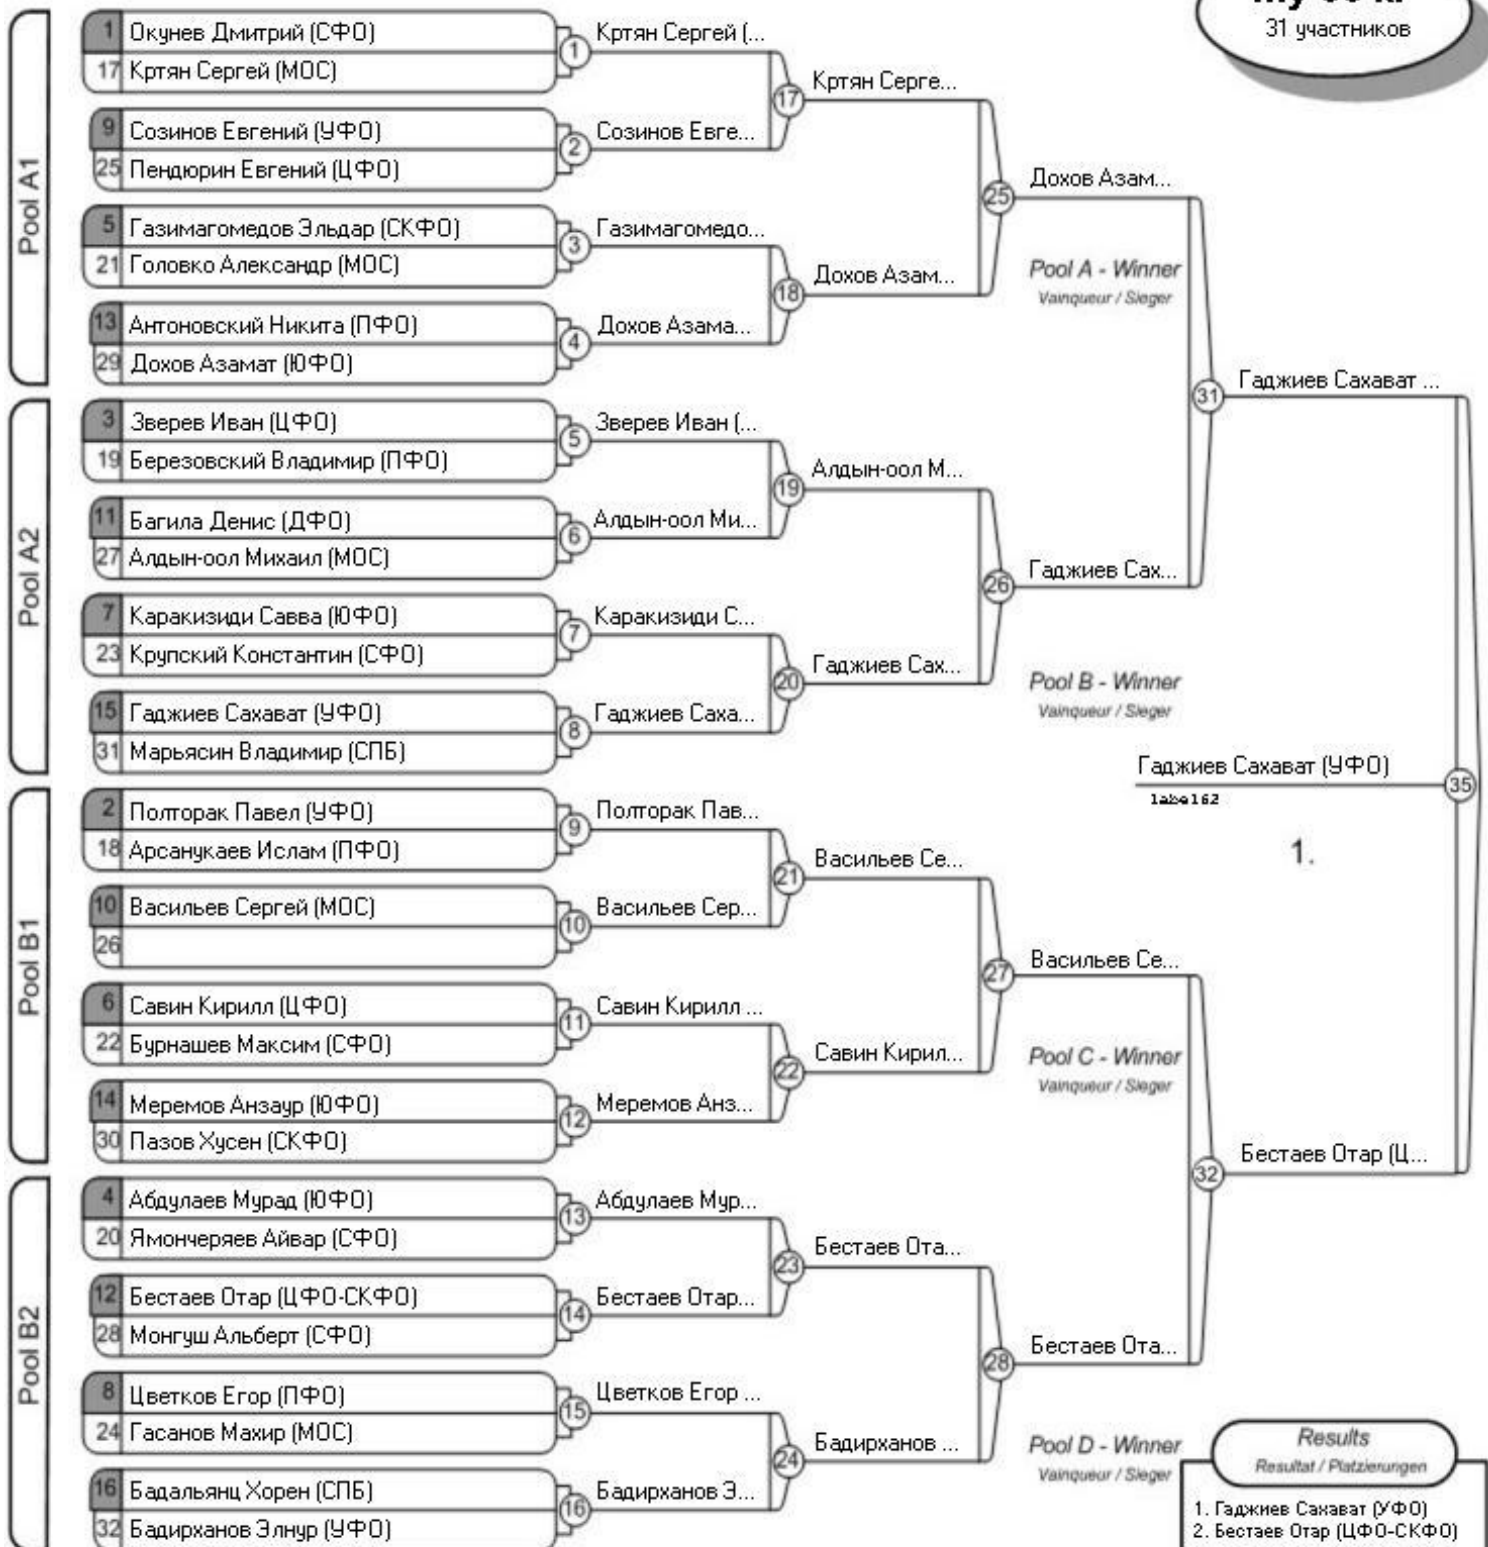 31 участников
Pool A1
1 Окунев Дмитрий (СФО)
17 Кртян Сергей (МОС)
9 Созинов Евгений (УФО)
25 Пендюрин Евгений (ЦФО)
5 Газимагомедов Эльдар (СКФО)
21 Головко Александр (МОС)
13 Антоновский Никита (ПФО)
29 Дохов Азамат (ЮФО)
Pool A2
3 Зверев Иван (ЦФО)
19 Березовский Владимир (ПФО)
11 Багила Денис (ДФО)
27 Алдын-оол Михаил (МОС)
7 Каракизиди Савва (ЮФО)
23 Крупский Константин (СФО)
15 Гаджиев Сахават (УФО)
31 Марьясин Владимир (СПБ)
Pool B1
2 Полторак Павел (УФО)
18 Арсанукаев Ислам (ПФО)
10 Васильев Сергей (МОС)
26
6 Савин Кирилл (ЦФО)
22 Бурнашев Максим (СФО)
14 Меремов Анзаур (ЮФО)
30 Пазов Хусен (СКФО)
Pool B2
4 Абдулаев Мурад (ЮФО)
20 Ямончеряев Айвар (СФО)
12 Бестаев Отар (ЦФО-СКФО)
28 Монгуш Альберт (СФО)
8 Цветков Егор (ПФО)
24 Гасанов Махир (МОС)
16 Бадальянц Хорен (СПБ)
32 Бадирханов Элнур (УФО)
1 Кртян Сергей (...
2 Созинов Евге...
3 Газимагомедо...
4 Дохов Азама...
5 Зверев Иван (...
6 Алдын-оол Ми...
7 Каракизиди С...
8 Гаджиев Саха...
9 Полторак Пав...
10 Васильев Сер...
11 Савин Кирилл ...
12 Меремов Анз...
13 Абдулаев Мур...
14 Бестаев Отар...
15 Цветков Егор ...
16 Бадирханов Э...
17 Кртян Серге...
18 Дохов Азам...
19 Алдын-оол М...
20 Гаджиев Сах...
21 Васильев Се...
22 Савин Кирил...
23 Бестаев Ота...
24 Бадирханов ...
25 Дохов Азам...
Pool A - Winner
Vainqueur / Sieger
26 Гаджиев Сах...
Pool B - Winner
Vainqueur / Sieger
27 Васильев Се...
Pool C - Winner
Vainqueur / Sieger
28 Бестаев Ота...
Pool D - Winner
Vainqueur / Sieger
31 Гаджиев Сахават ...
32 Бестаев Отар (Ц...
Гаджиев Сахават (УФО) 35
label62
1.
Results
Resultat / Platzierungen
1. Гаджиев Сахават (УФО)
2. Бестаев Отар (ЦФО-СКФО)